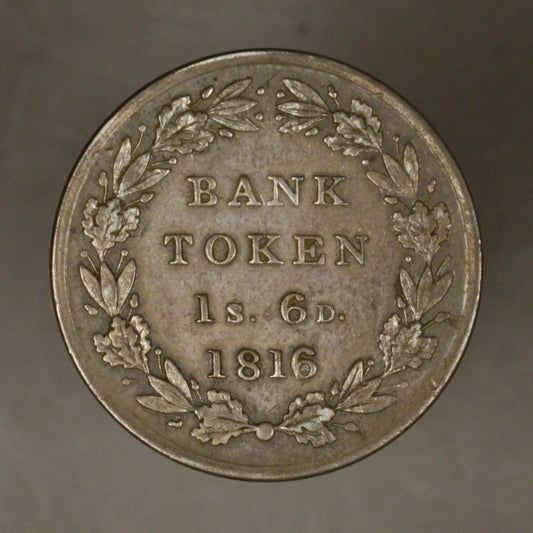 BANK
TOKEN
1S. 6D.
1816